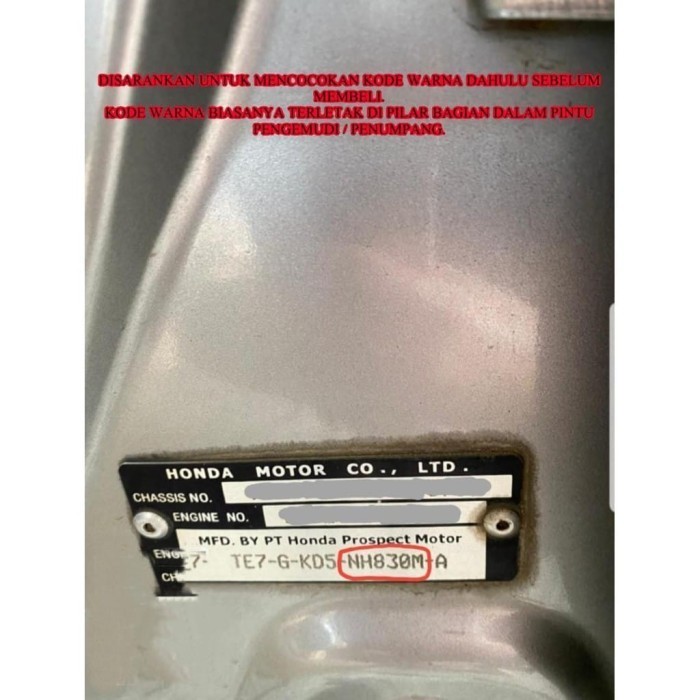 DISARANKAN UNTUK MENCOCOKAN KODE WARNA DAHULU SEBELUM
MEMBELI.
KODE WARNA BIASANYA TERLETAK DI PILAR BAGIAN DALAM PINTU
PENGEMUDI / PENUMPANG.
HONDA MOTOR CO., LTD.
CHASSIS NO.
ENGINE NO.
MFD. BY PT Honda Prospect Motor
TE7-G-KD5-NH830M-A